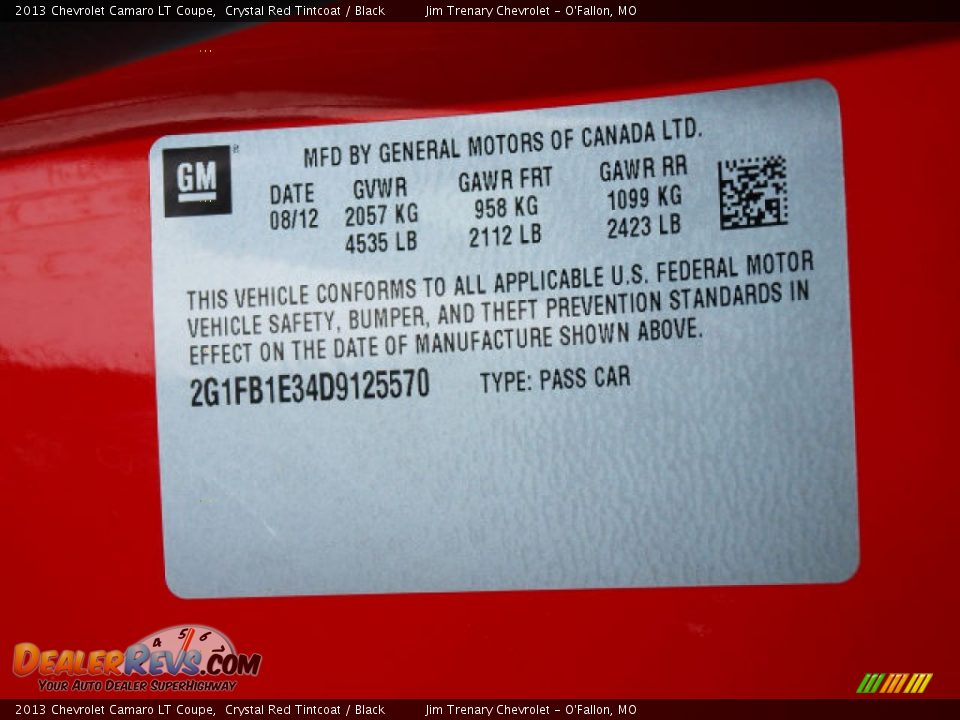 2013 Chevrolet Camaro LT Coupe, Crystal Red Tintcoat / Black Jim Trenary Chevrolet - O'Fallon, MO
GM
MFD BY GENERAL MOTORS OF CANADA LTD.
DATE GVWR GAWR FRT GAWR RR
08/12 2057 KG 958 KG 1099 KG
4535 LB 2112 LB 2423 LB
THIS VEHICLE CONFORMS TO ALL APPLICABLE U.S. FEDERAL MOTOR
VEHICLE SAFETY, BUMPER, AND THEFT PREVENTION STANDARDS IN
EFFECT ON THE DATE OF MANUFACTURE SHOWN ABOVE.
2G1FB1E34D9125570 TYPE: PASS CAR
4 5 6
DEALERREVS.COM
YOUR AUTO DEALER SUPERHIGHWAY
2013 Chevrolet Camaro LT Coupe, Crystal Red Tintcoat / Black Jim Trenary Chevrolet - O'Fallon, MO